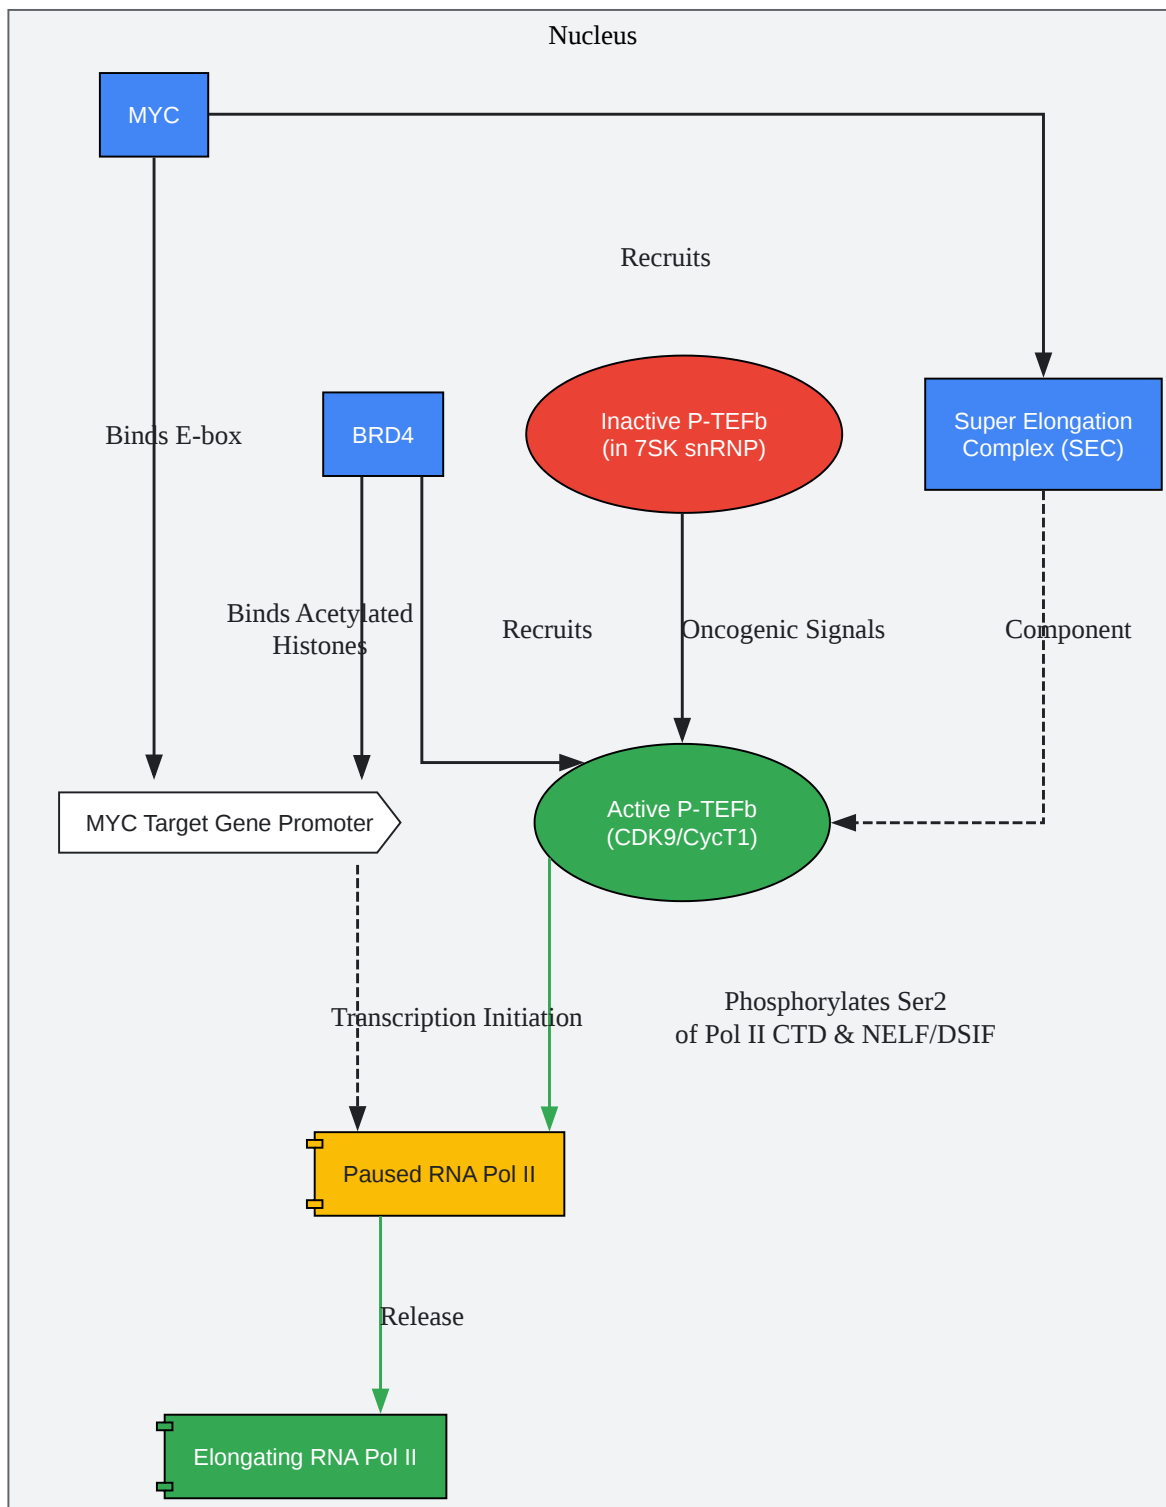 Nucleus
MYC
Recruits
Binds E-box
BRD4
Inactive P-TEFb
(in 7SK snRNP)
Super Elongation
Complex (SEC)
Binds Acetylated
Histones
Recruits
Oncogenic Signals
Component
MYC Target Gene Promoter
Active P-TEFb
(CDK9/CycT1)
Transcription Initiation
Phosphorylates Ser2
of Pol II CTD & NELF/DSIF
Paused RNA Pol II
Release
Elongating RNA Pol II